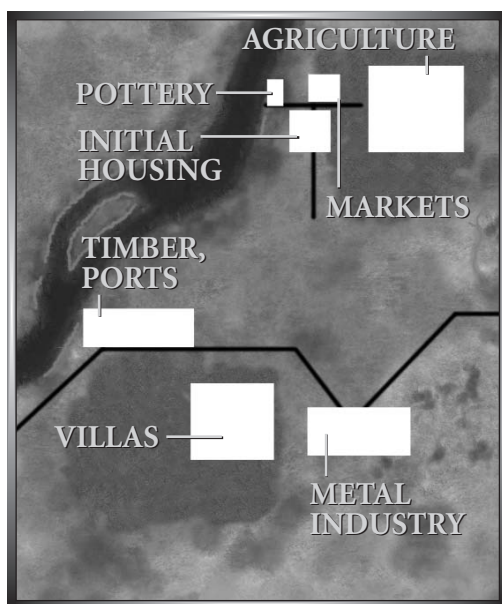 AGRICULTURE
POTTERY
INITIAL
HOUSING
MARKETS
TIMBER,
PORTS
VILLAS
METAL
INDUSTRY